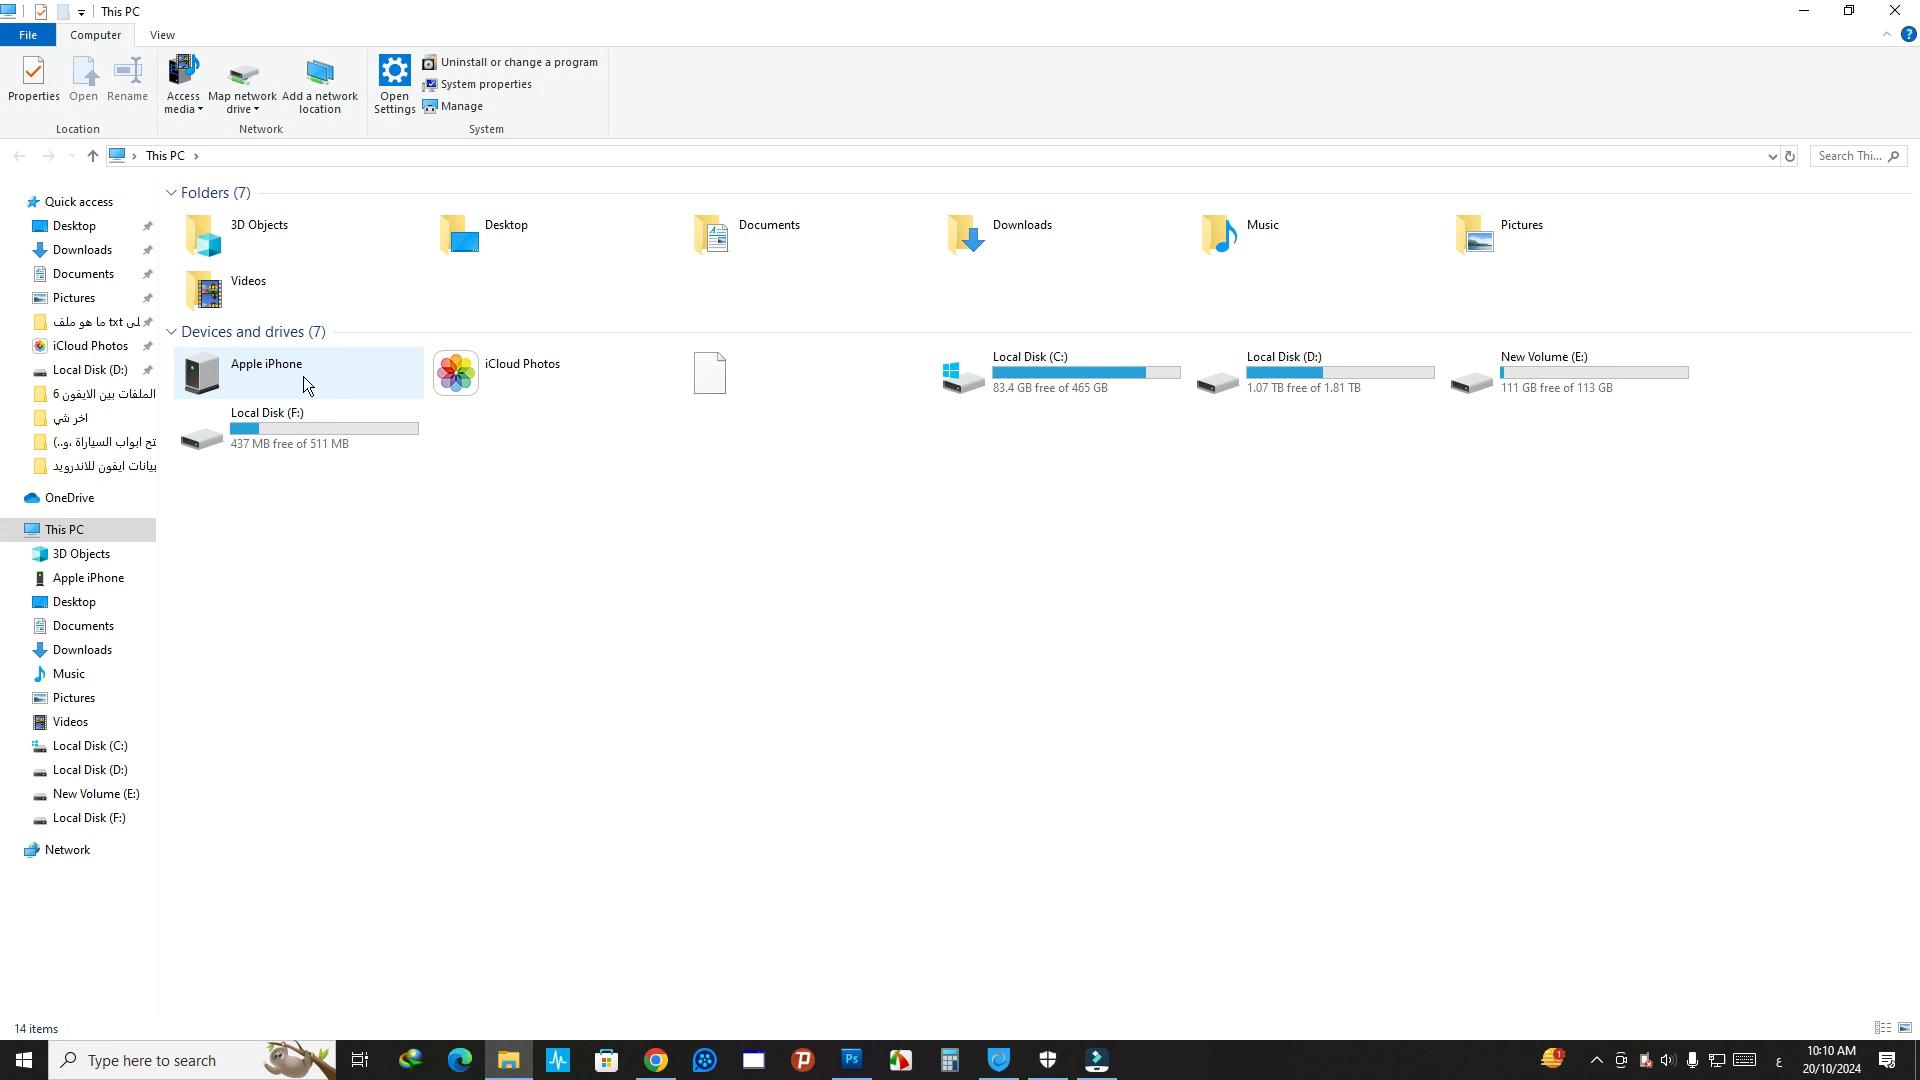 This PC
File
Computer
View
Properties
Open
Rename
Access media
Map network drive
Add a network location
Open Settings
Uninstall or change a program
System properties
Manage
Location
Network
System
This PC
Search Thi...
Quick access
Desktop
Downloads
Documents
Pictures
لى txt ما هو ملف
iCloud Photos
Local Disk (D:)
الملفات بين الايفون 6
اخر شي
تح ابواب السياراة ،و..)
بيانات ايفون للاندرويد
OneDrive
This PC
3D Objects
Apple iPhone
Desktop
Documents
Downloads
Music
Pictures
Videos
Local Disk (C:)
Local Disk (D:)
New Volume (E:)
Local Disk (F:)
Network
Folders (7)
3D Objects
Desktop
Documents
Downloads
Music
Pictures
Videos
Devices and drives (7)
Apple iPhone
iCloud Photos
Local Disk (C:)
83.4 GB free of 465 GB
Local Disk (D:)
1.07 TB free of 1.81 TB
New Volume (E:)
111 GB free of 113 GB
Local Disk (F:)
437 MB free of 511 MB
14 items
Type here to search
Ps
1
ع
10:10 AM
20/10/2024